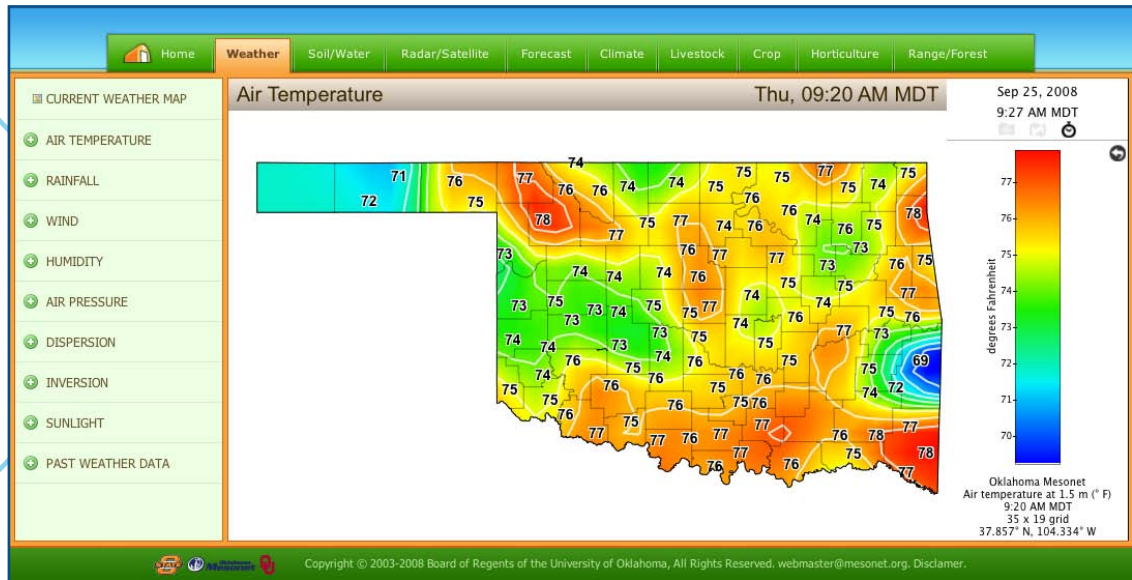 Home Weather Soil/Water Radar/Satellite Forecast Climate Livestock Crop Horticulture Range/Forest
CURRENT WEATHER MAP
AIR TEMPERATURE
RAINFALL
WIND
HUMIDITY
AIR PRESSURE
DISPERSION
INVERSION
SUNLIGHT
PAST WEATHER DATA
Air Temperature Thu, 09:20 AM MDT
74
71 76 77 76 76 74 74 75 75 77 75 74 75
72 75 78 77 75 77 74 76 76 76 74 76 75 78
73 74 74 74 76 77 76 77 73 73 76 75
73 75 73 73 74 75 75 77 74 76 75 74 77 75 76
74 74 76 73 73 74 76 75 74 75 77 73 69
75 74 75 76 75 76 76 75 75 74 72
75 76 76 75 76 75 76 77 77
77 77 76 77 77 76 78 75 78
76 76 77
Sep 25, 2008
9:27 AM MDT
77
76
75
74
73
72
71
70
degrees Fahrenheit
Oklahoma Mesonet
Air temperature at 1.5 m (° F)
9:20 AM MDT
35 x 19 grid
37.857° N, 104.334° W
STATE Oklahoma Mesonet OU Copyright © 2003-2008 Board of Regents of the University of Oklahoma, All Rights Reserved. webmaster@mesonet.org. Disclaimer.